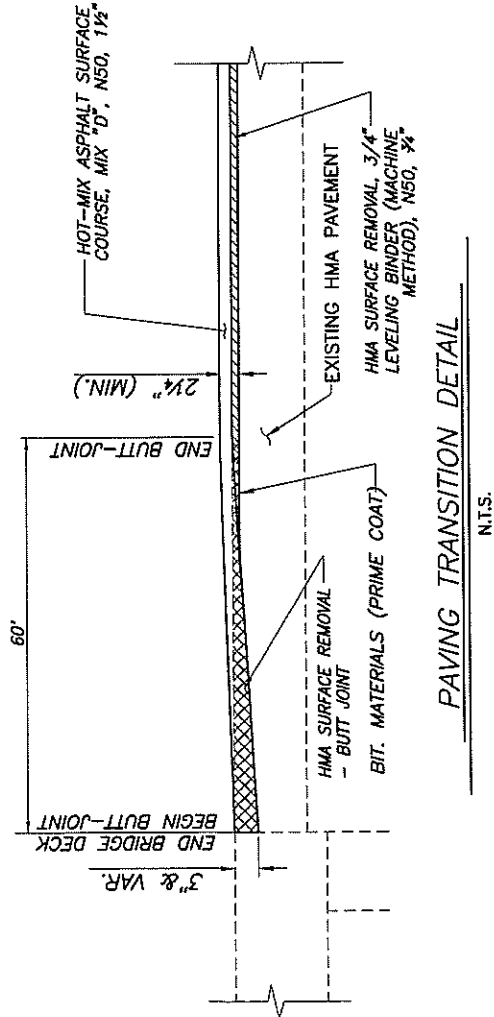 HOT-MIX ASPHALT SURFACE
COURSE, MIX "D", N50, 1½"
2¼" (MIN.)
END BUTT-JOINT
60'
EXISTING HMA PAVEMENT
HMA SURFACE REMOVAL, 3/4"
LEVELING BINDER (MACHINE
METHOD), N50, ¾"
BEGIN BUTT-JOINT
END BRIDGE DECK
3"& VAR.
HMA SURFACE REMOVAL
- BUTT JOINT
BIT. MATERIALS (PRIME COAT)
PAVING TRANSITION DETAIL
N.T.S.